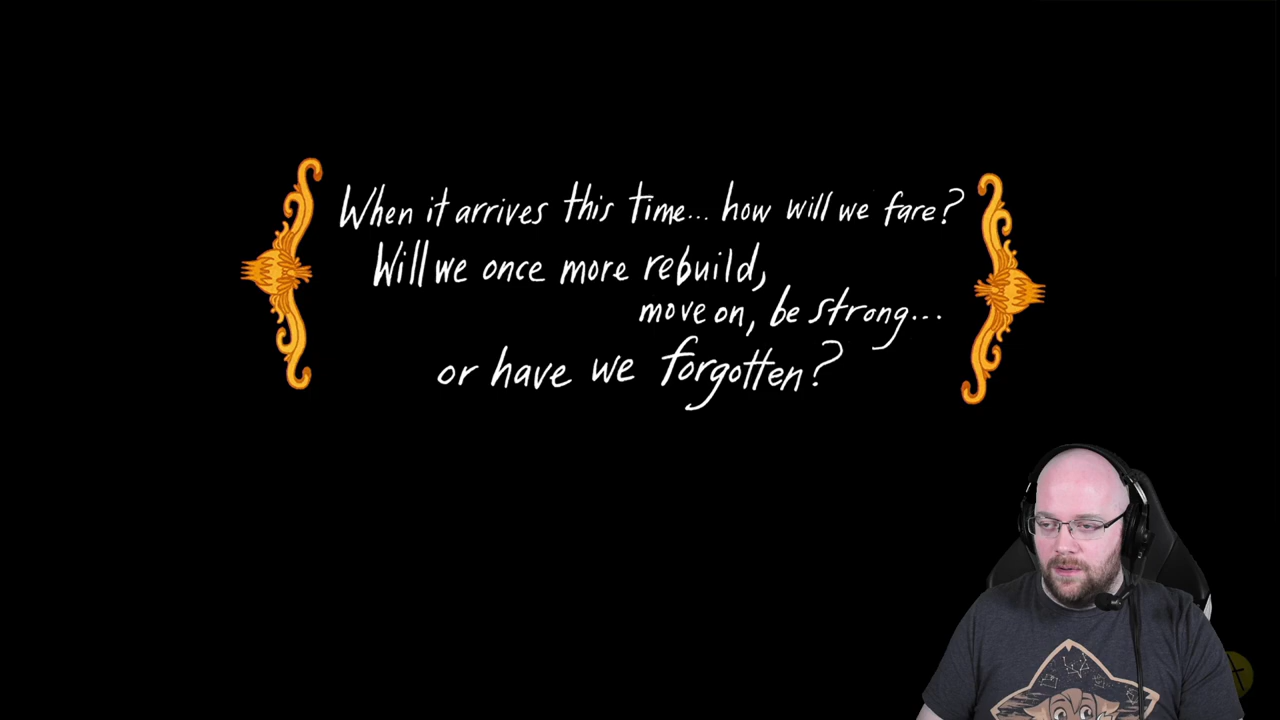 When it arrives this time... how will we fare?
Will we once more rebuild,
move on, be strong...
or have we forgotten?